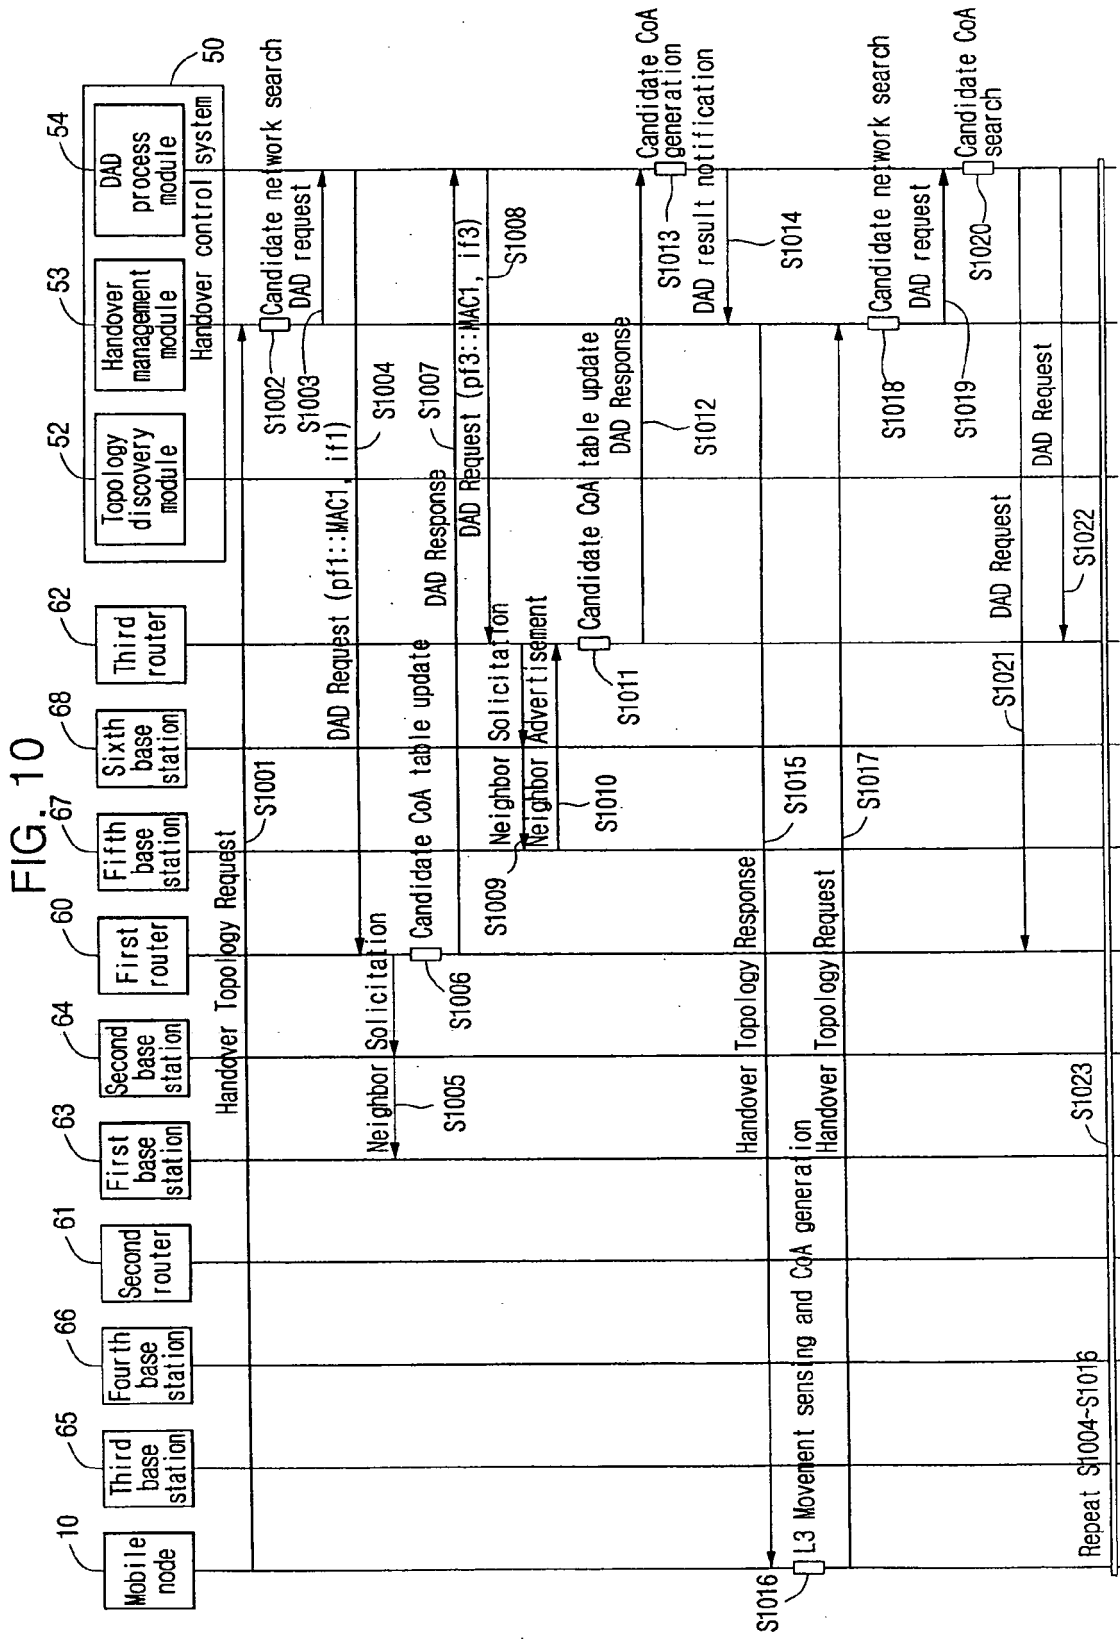 FIG. 10
10
65
66
61
63
64
60
67
68
62
52
53
54
50
Mobile
node
Third
base
station
Fourth
base
station
Second
router
First
base
station
Second
base
station
First
router
Fifth
base
station
Sixth
base
station
Third
router
Topology
discovery
module
Handover
management
module
DAD
process
module
Handover control system
Handover Topology Request
S1001
Candidate network search
S1002
DAD request
S1003
DAD Request (pf1::MAC1, if1)
S1004
Neighbor Solicitation
S1005
Candidate CoA table update
S1006
DAD Response
S1007
DAD Request (pf3::MAC1, if3)
S1008
Neighbor Solicitation
S1009
Neighbor Advertisement
S1010
Candidate CoA table update
S1011
DAD Response
S1012
Candidate CoA
generation
S1013
DAD result notification
S1014
Handover Topology Response
S1015
L3 Movement sensing and CoA generation
S1016
Handover Topology Request
S1017
Candidate network search
S1018
DAD request
S1019
Candidate CoA
search
S1020
DAD Request
S1021
DAD Request
S1022
Repeat S1004~S1016
S1023